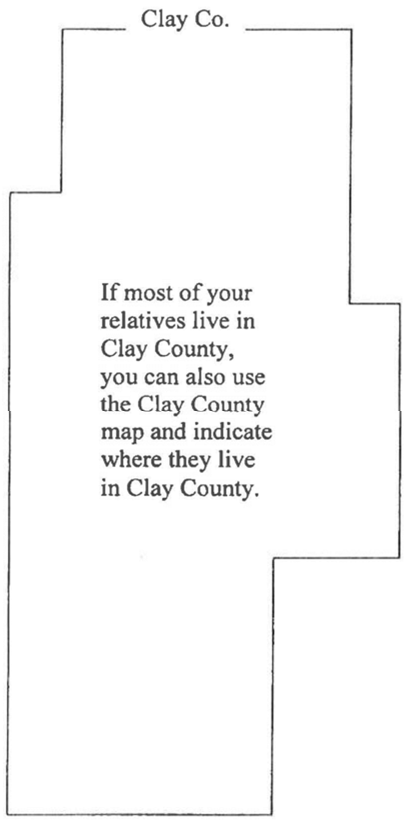 Clay Co.
If most of your
relatives live in
Clay County,
you can also use
the Clay County
map and indicate
where they live
in Clay County.